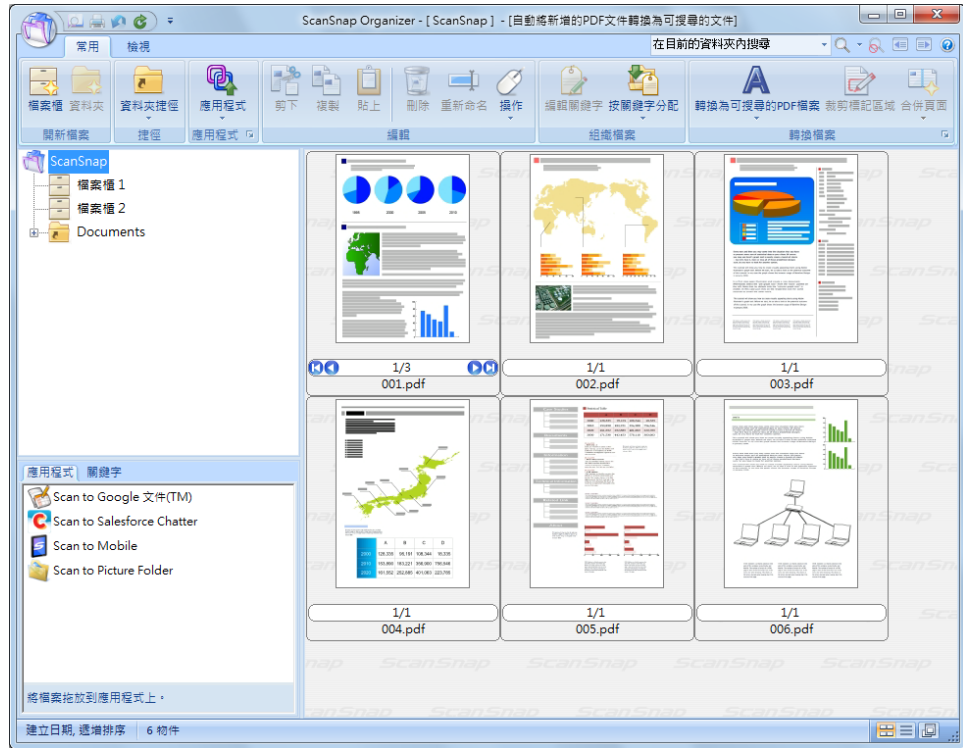 ScanSnap Organizer - [ ScanSnap ] - [自動將新增的PDF文件轉換為可搜尋的文件]
常用 檢視 在目前的資料夾內搜尋
檔案櫃 資料夾 資料夾捷徑 應用程式 剪下 複製 貼上 刪除 重新命名 操作 編輯關鍵字 按關鍵字分配 轉換為可搜尋的PDF檔案 裁剪標記區域 合併頁面
開新檔案 捷徑 應用程式 編輯 組織檔案 轉換檔案
ScanSnap
檔案櫃 1
檔案櫃 2
Documents
1/3 1/1 1/1
001.pdf 002.pdf 003.pdf
1/1 1/1 1/1
004.pdf 005.pdf 006.pdf
應用程式 關鍵字
Scan to Google 文件(TM)
Scan to Salesforce Chatter
Scan to Mobile
Scan to Picture Folder
將檔案拖放到應用程式上。
建立日期, 遞增排序 6 物件